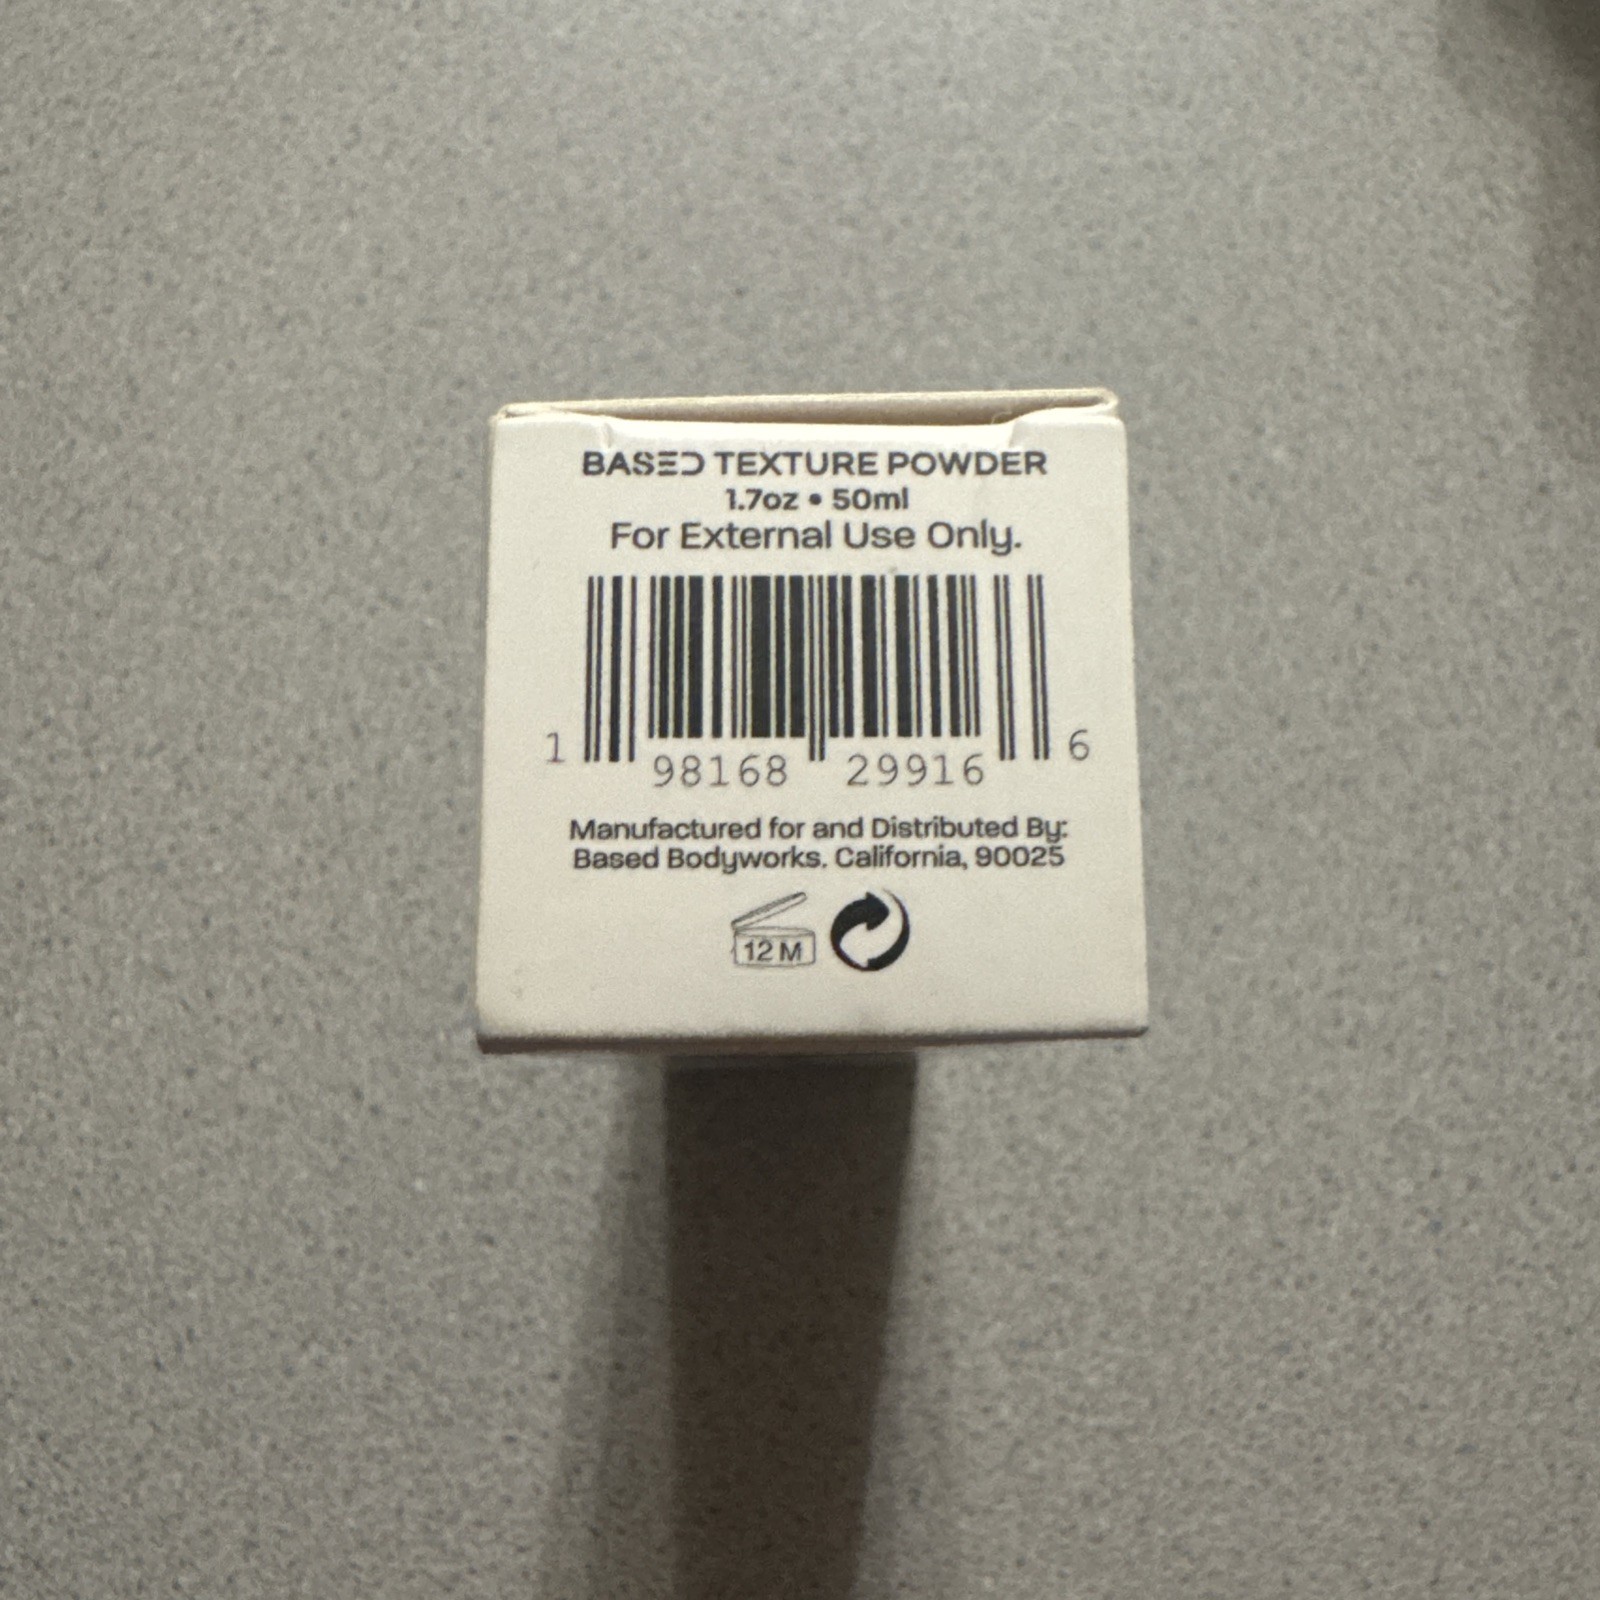 BASED TEXTURE POWDER
1.7oz • 50ml
For External Use Only.
1 98168 29916 6
Manufactured for and Distributed By:
Based Bodyworks. California, 90025
12 M